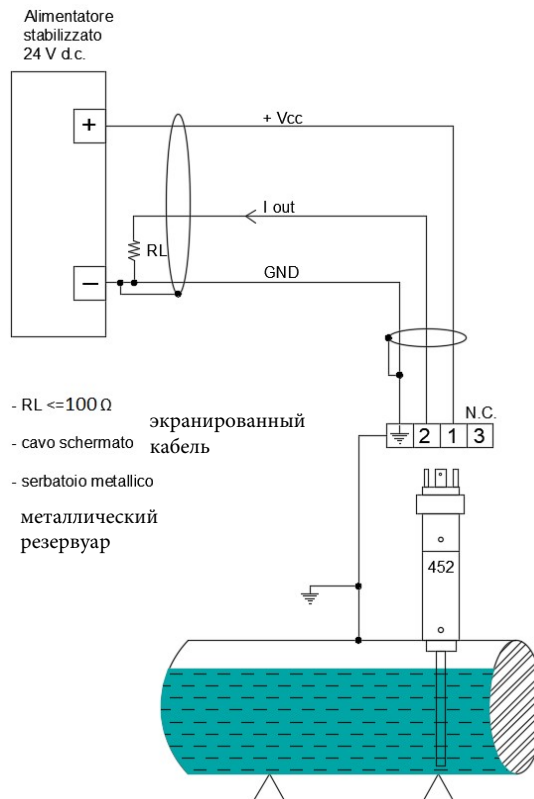 Alimentatore
stabilizzato
24 V d.c.
+
+ Vcc
I out
RL
GND
−
- RL <=100 Ω
экранированный
- cavo schermato
кабель
- serbatoio metallico
металлический
резервуар
N.C.
2 1 3
452